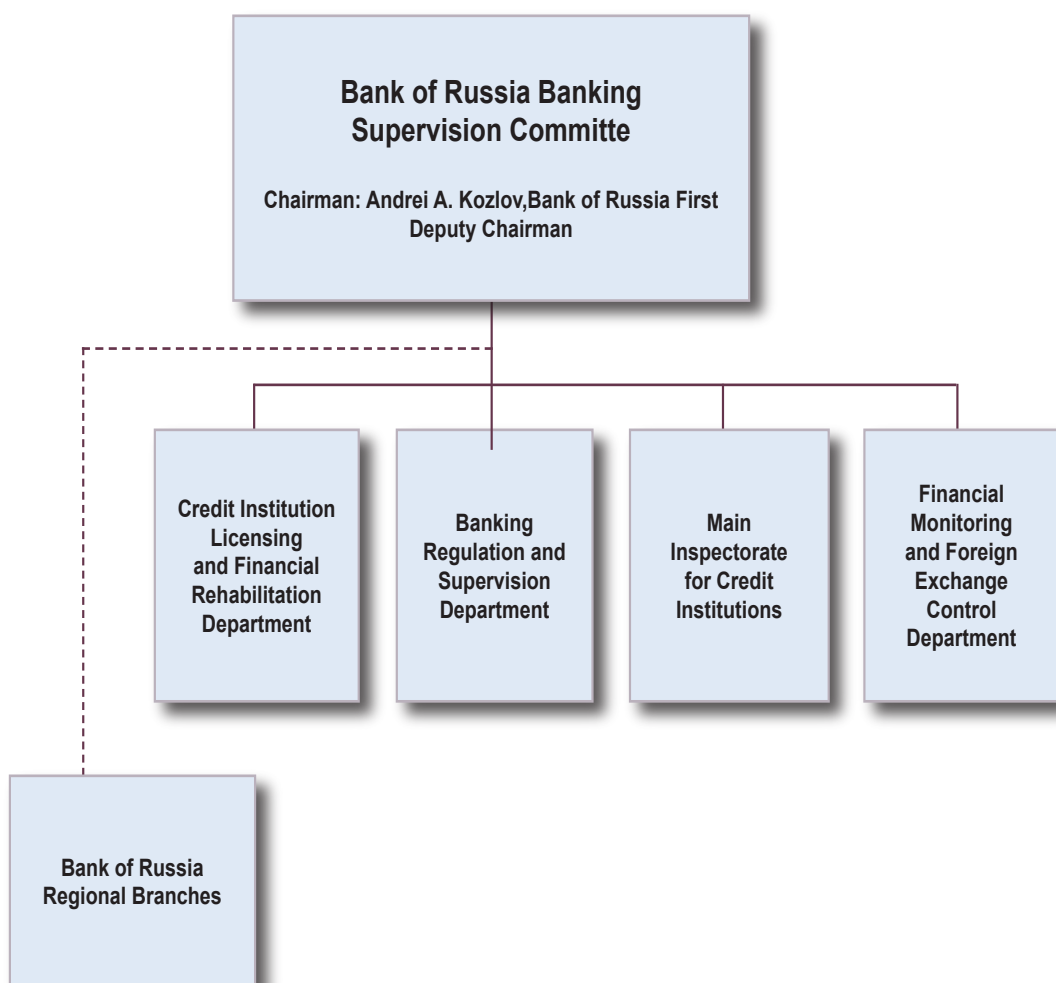 Bank of Russia Banking
Supervision Committe
Chairman: Andrei A. Kozlov,Bank of Russia First
Deputy Chairman
Credit Institution
Licensing
and Financial
Rehabilitation
Department
Banking
Regulation and
Supervision
Department
Main
Inspectorate
for Credit
Institutions
Financial
Monitoring
and Foreign
Exchange
Control
Department
Bank of Russia
Regional Branches